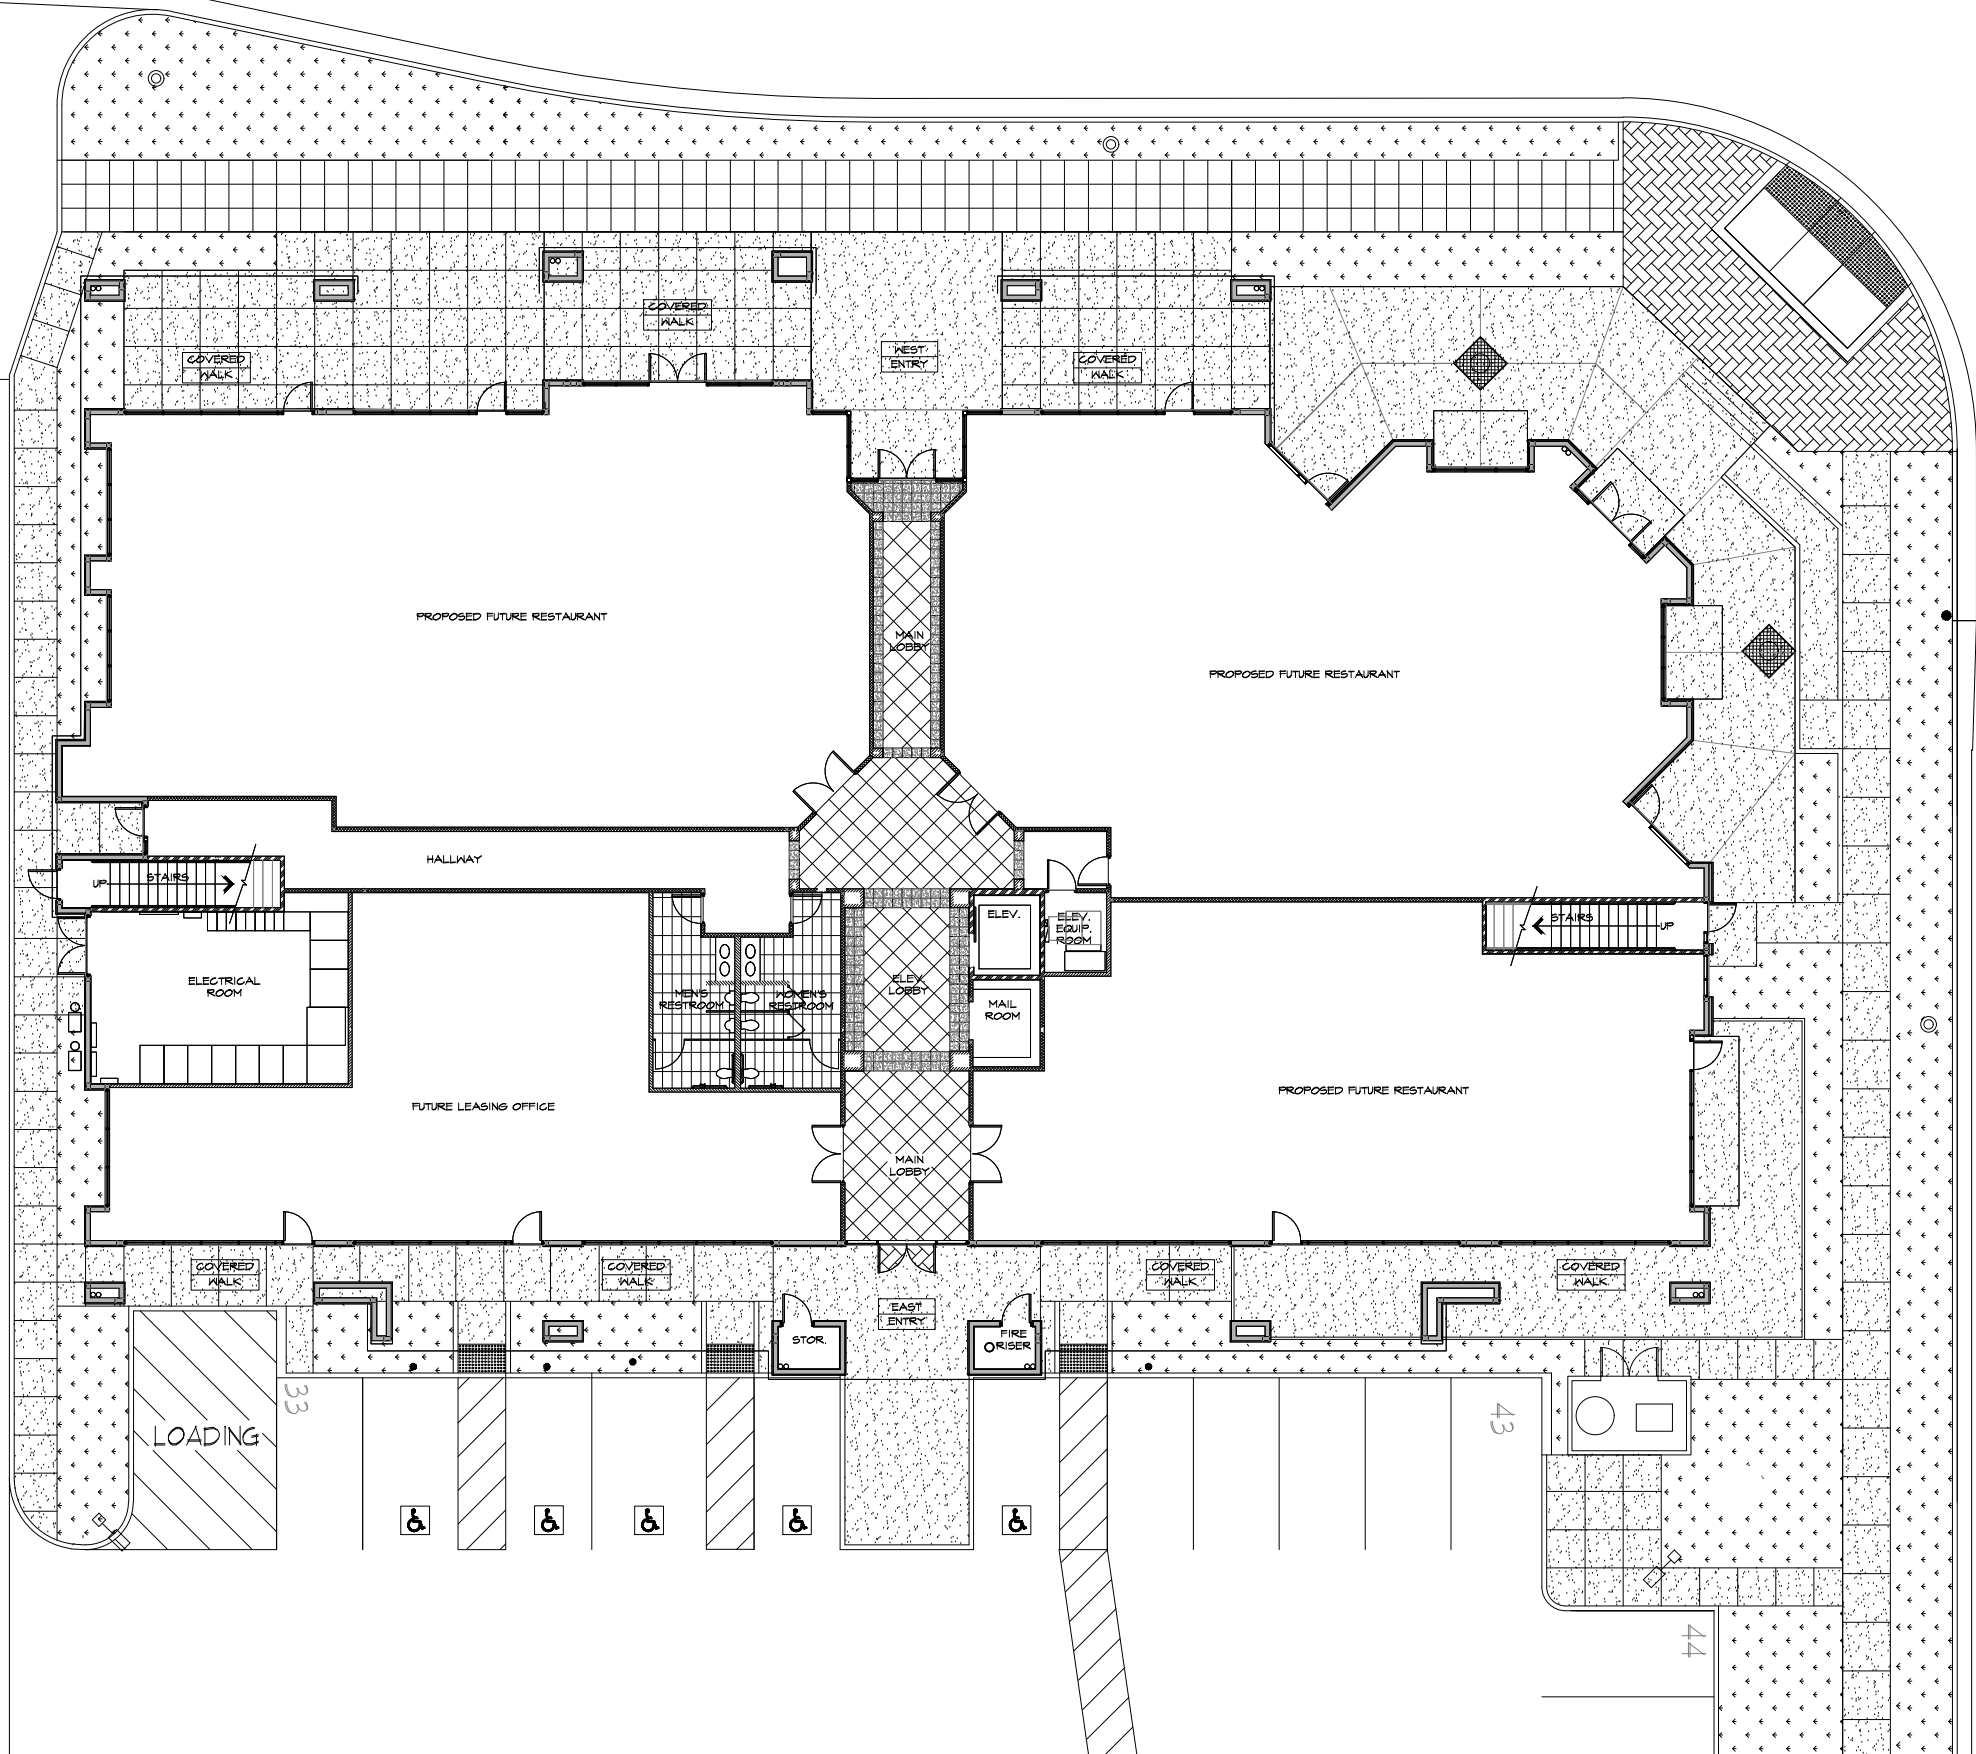 COVERED
WALK
COVERED
WALK
WEST
ENTRY
COVERED
WALK
PROPOSED FUTURE RESTAURANT
MAIN
LOBBY
PROPOSED FUTURE RESTAURANT
HALLWAY
UP
STAIRS
ELEV.
ELEV.
EQUIP.
ROOM
STAIRS
UP
ELECTRICAL
ROOM
MEN'S
RESTROOM
WOMEN'S
RESTROOM
ELEV.
LOBBY
MAIL
ROOM
FUTURE LEASING OFFICE
PROPOSED FUTURE RESTAURANT
MAIN
LOBBY
COVERED
WALK
COVERED
WALK
COVERED
WALK
COVERED
WALK
EAST
ENTRY
STOR.
FIRE
RISER
33
43
LOADING
44